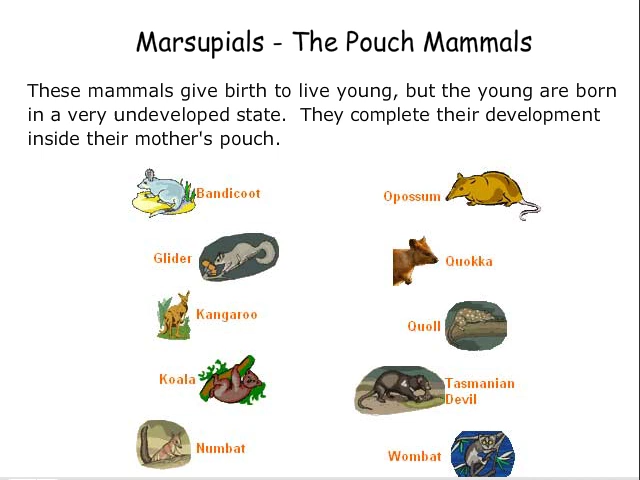 Marsupials - The Pouch Mammals
These mammals give birth to live young, but the young are born
in a very undeveloped state.  They complete their development
inside their mother's pouch.
Bandicoot
Opossum
Glider
Quokka
Kangaroo
Quoll
Koala
Tasmanian
Devil
Numbat
Wombat